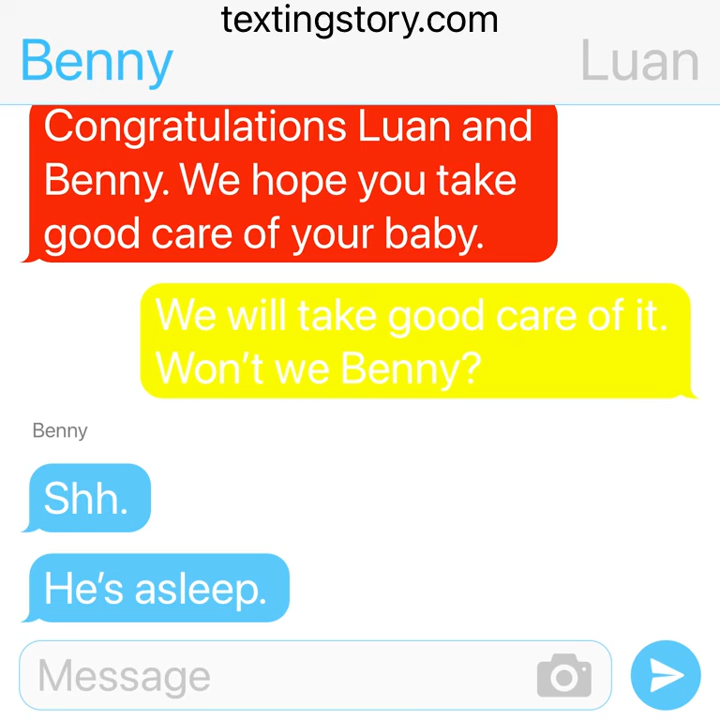 textingstory.com
Benny
Luan
Congratulations Luan and
Benny. We hope you take
good care of your baby.
We will take good care of it.
Won’t we Benny?
Benny
Shh.
He’s asleep.
Message